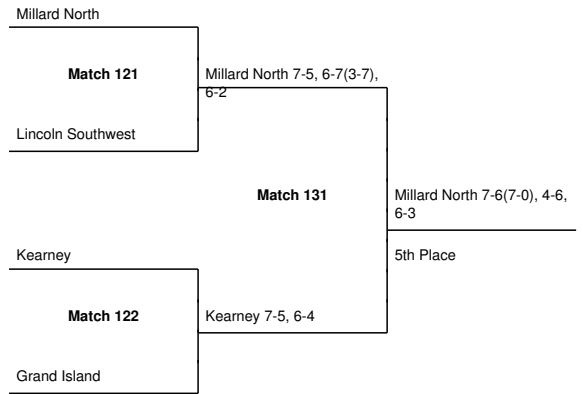 Millard North
Match 121
Millard North 7-5, 6-7(3-7),
6-2
Lincoln Southwest
Match 131
Millard North 7-6(7-0), 4-6,
6-3
Kearney
5th Place
Match 122
Kearney 7-5, 6-4
Grand Island